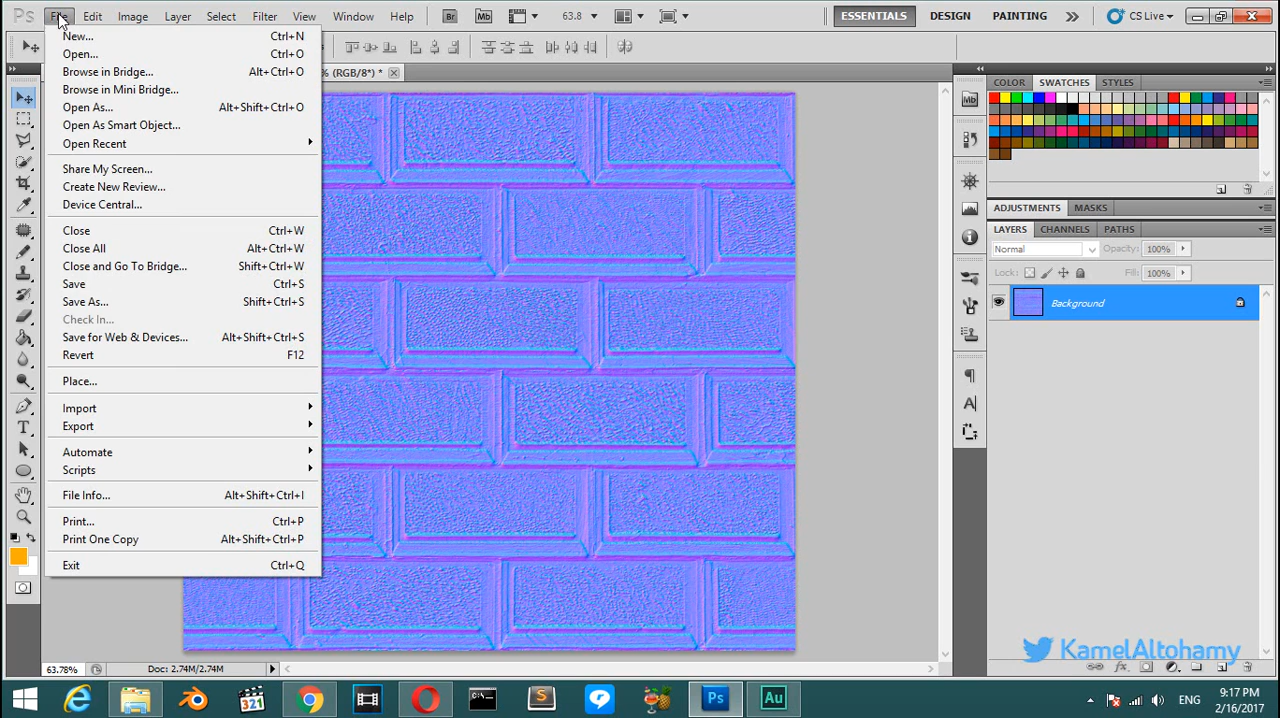 Ps File Edit Image Layer Select Filter View Window Help Br Mb 63.8 ESSENTIALS DESIGN PAINTING CS Live
% (RGB/8) *
New... Ctrl+N
Open... Ctrl+O
Browse in Bridge... Alt+Ctrl+O
Browse in Mini Bridge...
Open As... Alt+Shift+Ctrl+O
Open As Smart Object...
Open Recent
Share My Screen...
Create New Review...
Device Central...
Close Ctrl+W
Close All Alt+Ctrl+W
Close and Go To Bridge... Shift+Ctrl+W
Save Ctrl+S
Save As... Shift+Ctrl+S
Check In...
Save for Web & Devices... Alt+Shift+Ctrl+S
Revert F12
Place...
Import
Export
Automate
Scripts
File Info... Alt+Shift+Ctrl+I
Print... Ctrl+P
Print One Copy Alt+Shift+Ctrl+P
Exit Ctrl+Q
Mb
COLOR SWATCHES STYLES
ADJUSTMENTS MASKS
LAYERS CHANNELS PATHS
Normal Opacity: 100%
Lock: Fill: 100%
Background
KamelAltohamy
63.78% Doc: 2.74M/2.74M
321 Ps Au ENG
9:17 PM
2/16/2017